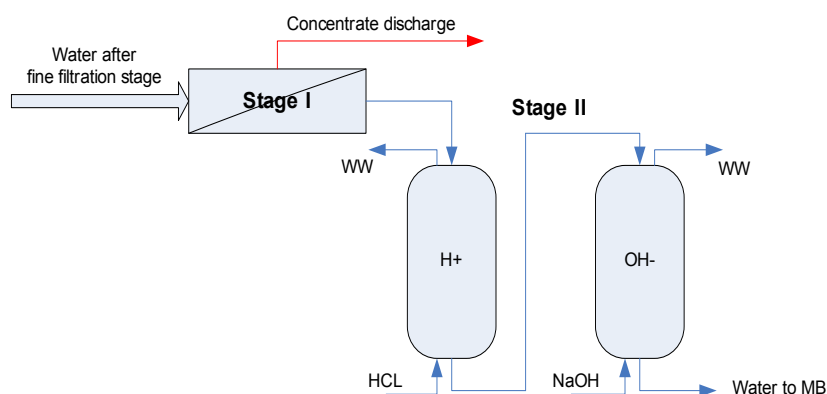 Concentrate discharge
Water after
fine filtration stage
Stage I
Stage II
WW
WW
H+
OH-
HCL
NaOH
Water to MB